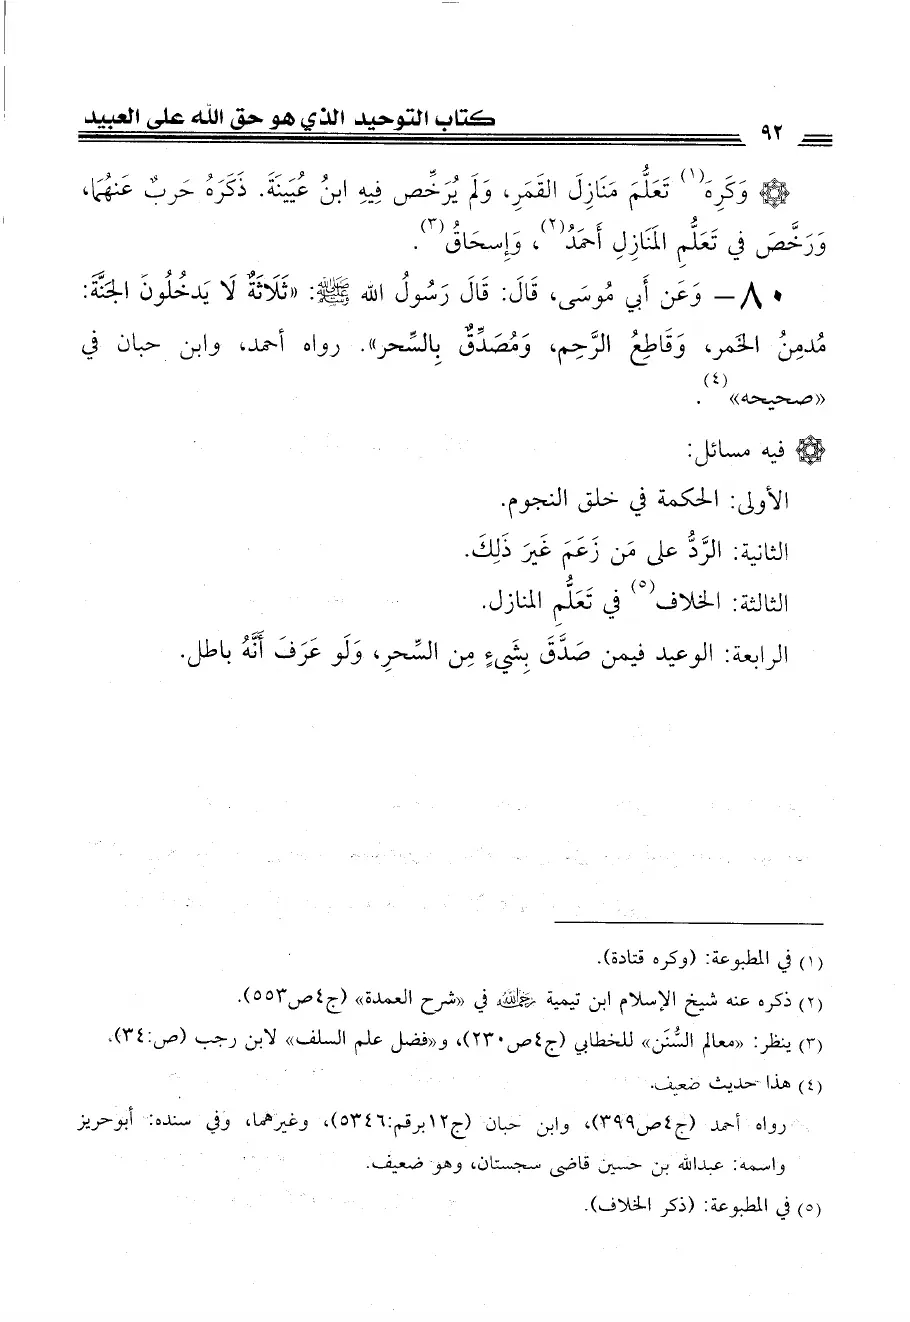 ٩٢ كتاب التوحيد الذي هو حق الله على العبيد
وَكَرِهَ(١) تَعَلُّمَ مَنَازِلَ القَمَرِ، وَلَم يُرَخِّص فِيهِ ابنُ عُيَينَةَ. ذَكَرَهُ حَربٌ عَنهُمَا،
وَرَخَّصَ فِي تَعَلُّمِ المَنَازِلِ أَحمَدُ(٢)، وَإِسحَاقُ(٣).
٨٠ – وَعَن أَبِي مُوسَى، قَالَ: قَالَ رَسُولُ الله ﷺ: «ثَلَاثَةٌ لَا يَدخُلُونَ الجَنَّةَ:
مُدمِنُ الخَمرِ، وَقَاطِعُ الرَّحِمِ، وَمُصَدِّقٌ بِالسِّحرِ». رواه أحمد، وابن حبان في
«صحيحه»(٤).
فيه مسائل:
الأولى: الحكمة في خلق النجوم.
الثانية: الرَّدُّ على مَن زَعَمَ غَيرَ ذَلِكَ.
الثالثة: الخلاف(٥) في تَعَلُّمِ المنازل.
الرابعة: الوعيد فيمن صَدَّقَ بِشَيءٍ مِن السِّحرِ، وَلَو عَرَفَ أَنَّهُ باطل.
(١) في المطبوعة: (وكره قتادة).
(٢) ذكره عنه شيخ الإسلام ابن تيمية رحمه الله في «شرح العمدة» (ج٤ص٥٥٣).
(٣) ينظر: «معالم السُّنَن» للخطابي (ج٤ص٢٣٠)، و«فضل علم السلف» لابن رجب (ص:٣٤).
(٤) هذا حديث ضعيف.
رواه أحمد (ج٤ص٣٩٩)، وابن حبان (ج١٢برقم:٥٣٤٦)، وغيرهما، وفي سنده: أبوحريز
واسمه: عبدالله بن حسين قاضي سجستان، وهو ضعيف.
(٥) في المطبوعة: (ذكر الخلاف).